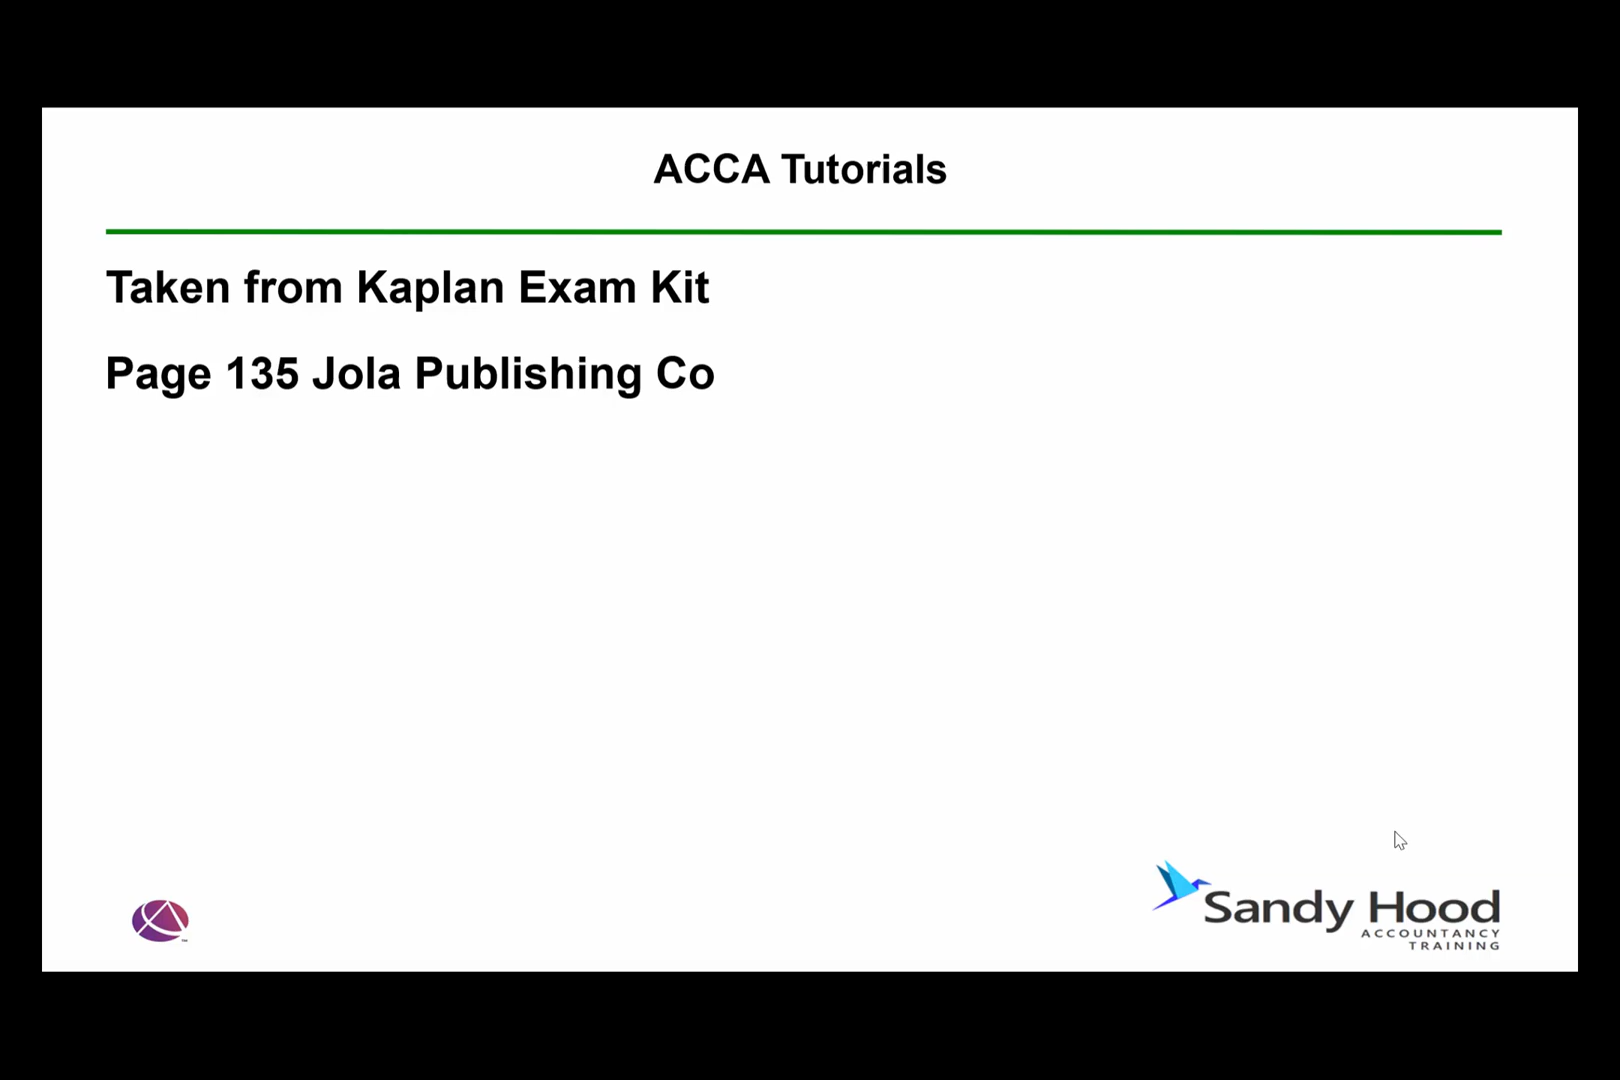 ACCA Tutorials
Taken from Kaplan Exam Kit
Page 135 Jola Publishing Co
Sandy Hood
ACCOUNTANCY
TRAINING